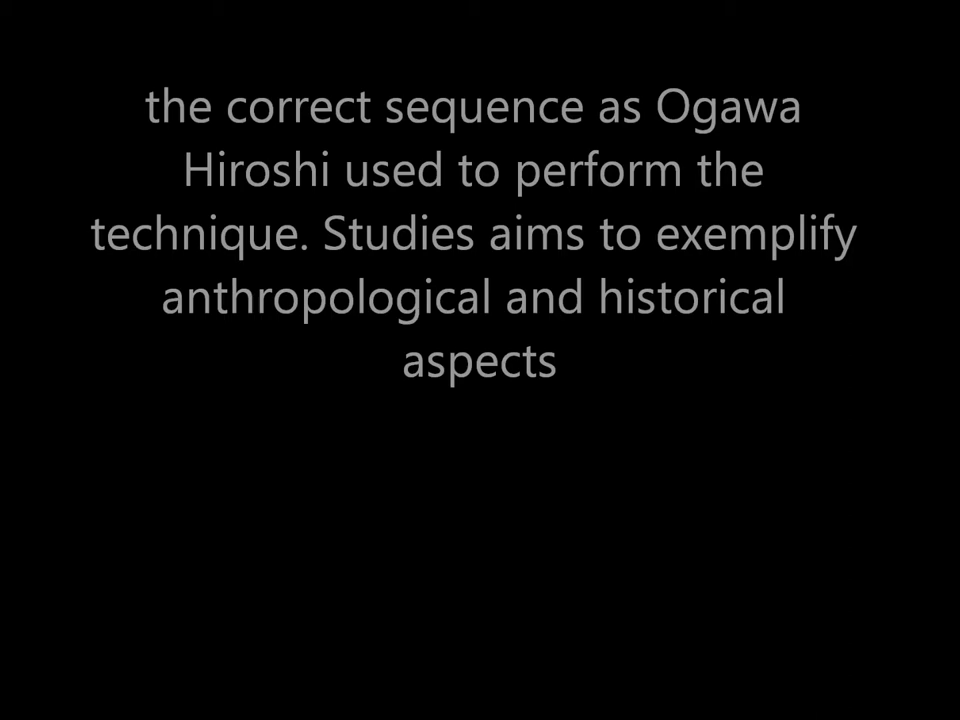 the correct sequence as Ogawa
Hiroshi used to perform the
technique. Studies aims to exemplify
anthropological and historical
aspects